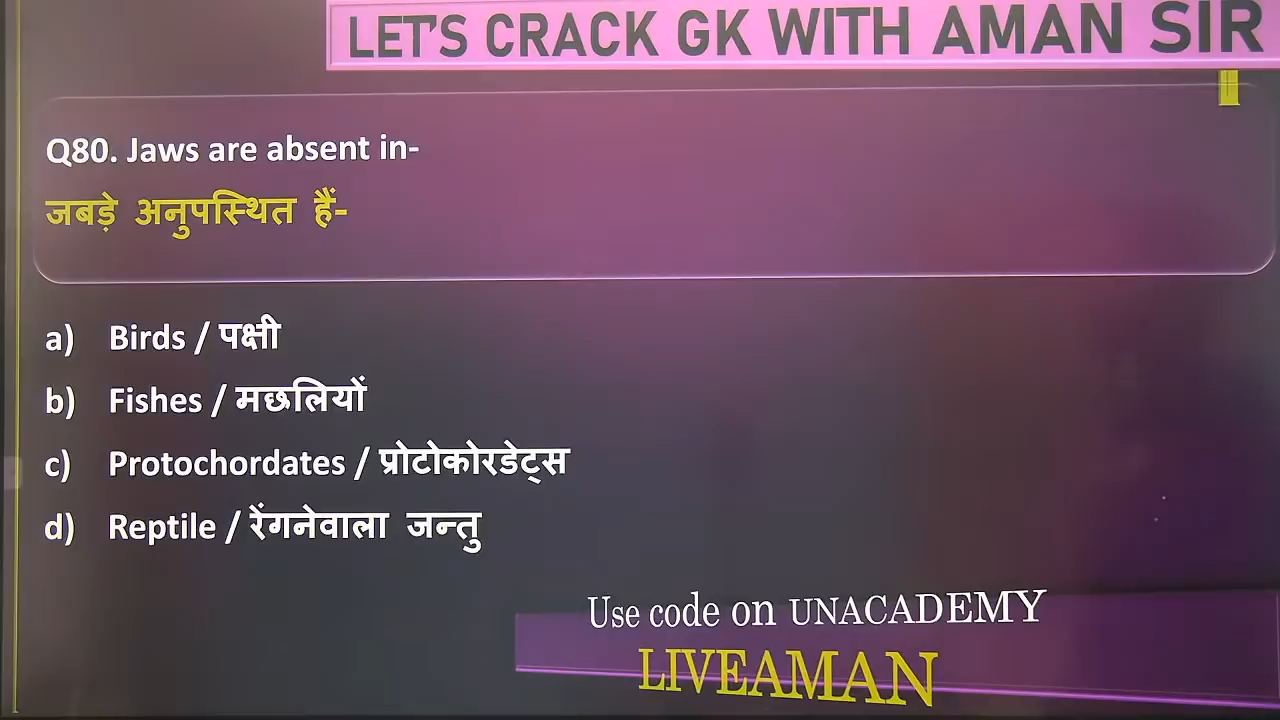 LET'S CRACK GK WITH AMAN SIR
Q80. Jaws are absent in-
जबड़े अनुपस्थित हैं-
a) Birds / पक्षी
b) Fishes / मछलियों
c) Protochordates / प्रोटोकोरडेट्स
d) Reptile / रेंगनेवाला जन्तु
Use code on UNACADEMY
LIVEAMAN